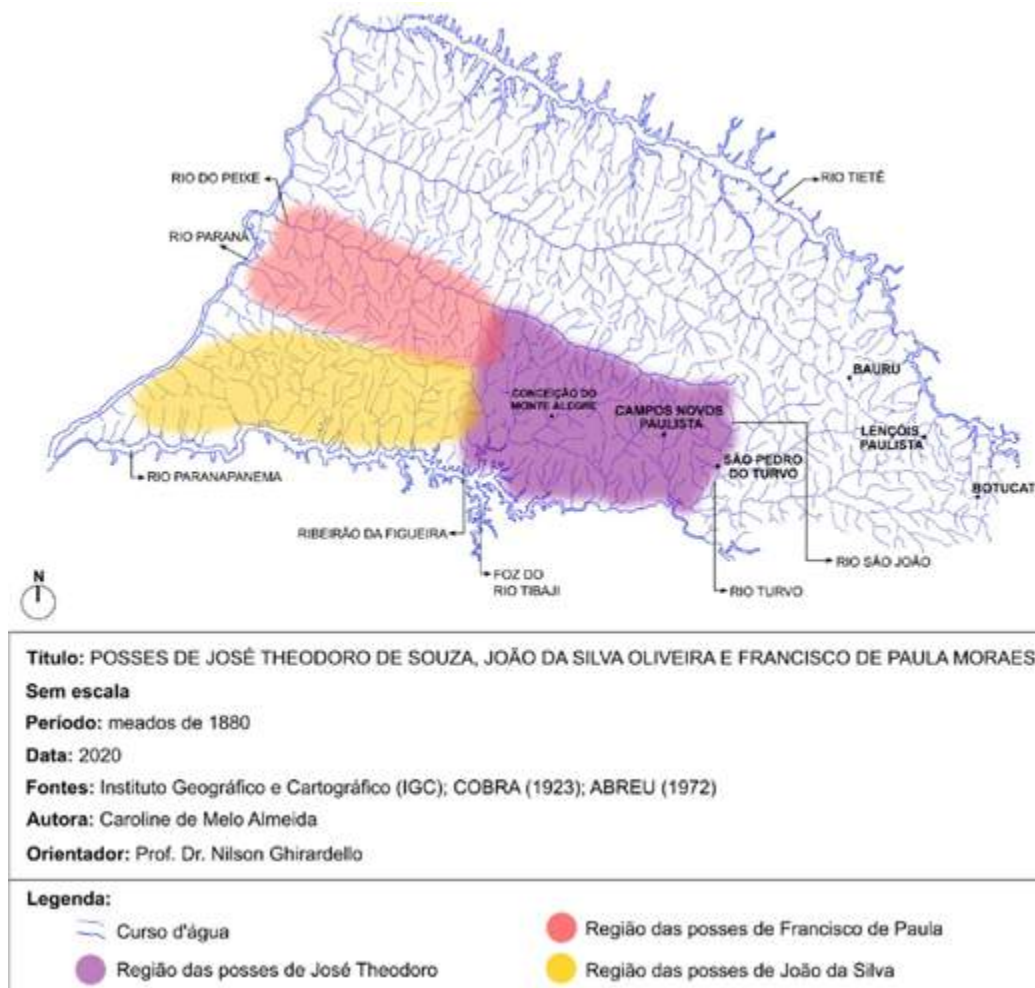 RIO DO PEIXE
RIO TIETÊ
RIO PARANÁ
BAURU
CONCEIÇÃO DO
MONTE ALEGRE
CAMPOS NOVOS
PAULISTA
LENÇÓIS
PAULISTA
SÃO PEDRO
DO TURVO
BOTUCAT
RIO PARANAPANEMA
RIBEIRÃO DA FIGUEIRA
RIO SÃO JOÃO
FOZ DO
RIO TIBAJI
RIO TURVO
N
Título: POSSES DE JOSÉ THEODORO DE SOUZA, JOÃO DA SILVA OLIVEIRA E FRANCISCO DE PAULA MORAES
Sem escala
Período: meados de 1880
Data: 2020
Fontes: Instituto Geográfico e Cartográfico (IGC); COBRA (1923); ABREU (1972)
Autora: Caroline de Melo Almeida
Orientador: Prof. Dr. Nilson Ghirardello
Legenda:
Curso d'água
Região das posses de Francisco de Paula
Região das posses de José Theodoro
Região das posses de João da Silva